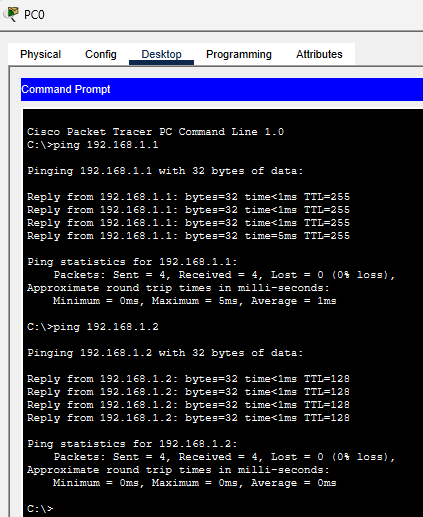 PC0
Physical Config Desktop Programming Attributes
Command Prompt
Cisco Packet Tracer PC Command Line 1.0
C:\>ping 192.168.1.1
Pinging 192.168.1.1 with 32 bytes of data:
Reply from 192.168.1.1: bytes=32 time<1ms TTL=255
Reply from 192.168.1.1: bytes=32 time<1ms TTL=255
Reply from 192.168.1.1: bytes=32 time<1ms TTL=255
Reply from 192.168.1.1: bytes=32 time=5ms TTL=255
Ping statistics for 192.168.1.1:
Packets: Sent = 4, Received = 4, Lost = 0 (0% loss),
Approximate round trip times in milli-seconds:
Minimum = 0ms, Maximum = 5ms, Average = 1ms
C:\>ping 192.168.1.2
Pinging 192.168.1.2 with 32 bytes of data:
Reply from 192.168.1.2: bytes=32 time<1ms TTL=128
Reply from 192.168.1.2: bytes=32 time<1ms TTL=128
Reply from 192.168.1.2: bytes=32 time<1ms TTL=128
Reply from 192.168.1.2: bytes=32 time<1ms TTL=128
Ping statistics for 192.168.1.2:
Packets: Sent = 4, Received = 4, Lost = 0 (0% loss),
Approximate round trip times in milli-seconds:
Minimum = 0ms, Maximum = 0ms, Average = 0ms
C:\>